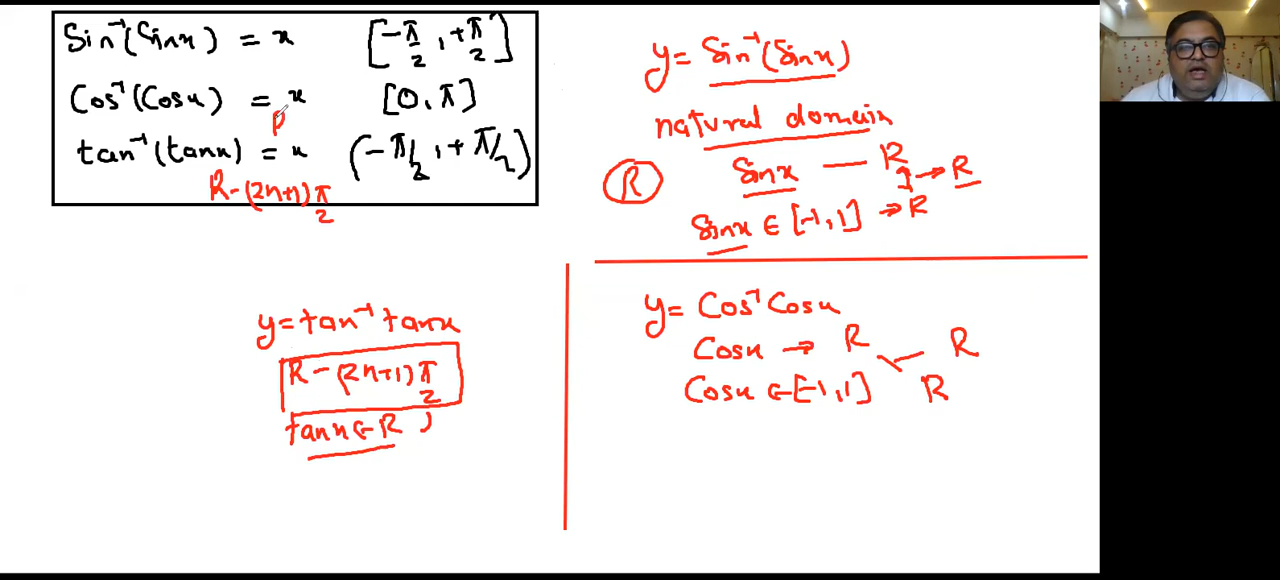 Sin⁻¹(Sinx) = x [-π/2, +π/2]
Cos⁻¹(Cosx) = x [0, π]
tan⁻¹(tanx) = x (-π/2, +π/2)
R - (2n+1) π/2
y = Sin⁻¹(Sinx)
natural domain
Sinx — R
R
→ R
Sinx ∈ [-1, 1] → R
y = tan⁻¹ tanx
R - (2n+1) π/2
tanx ∈ R
y = Cos⁻¹ Cosx
Cosx → R
R
Cosx ∈ [-1, 1] R